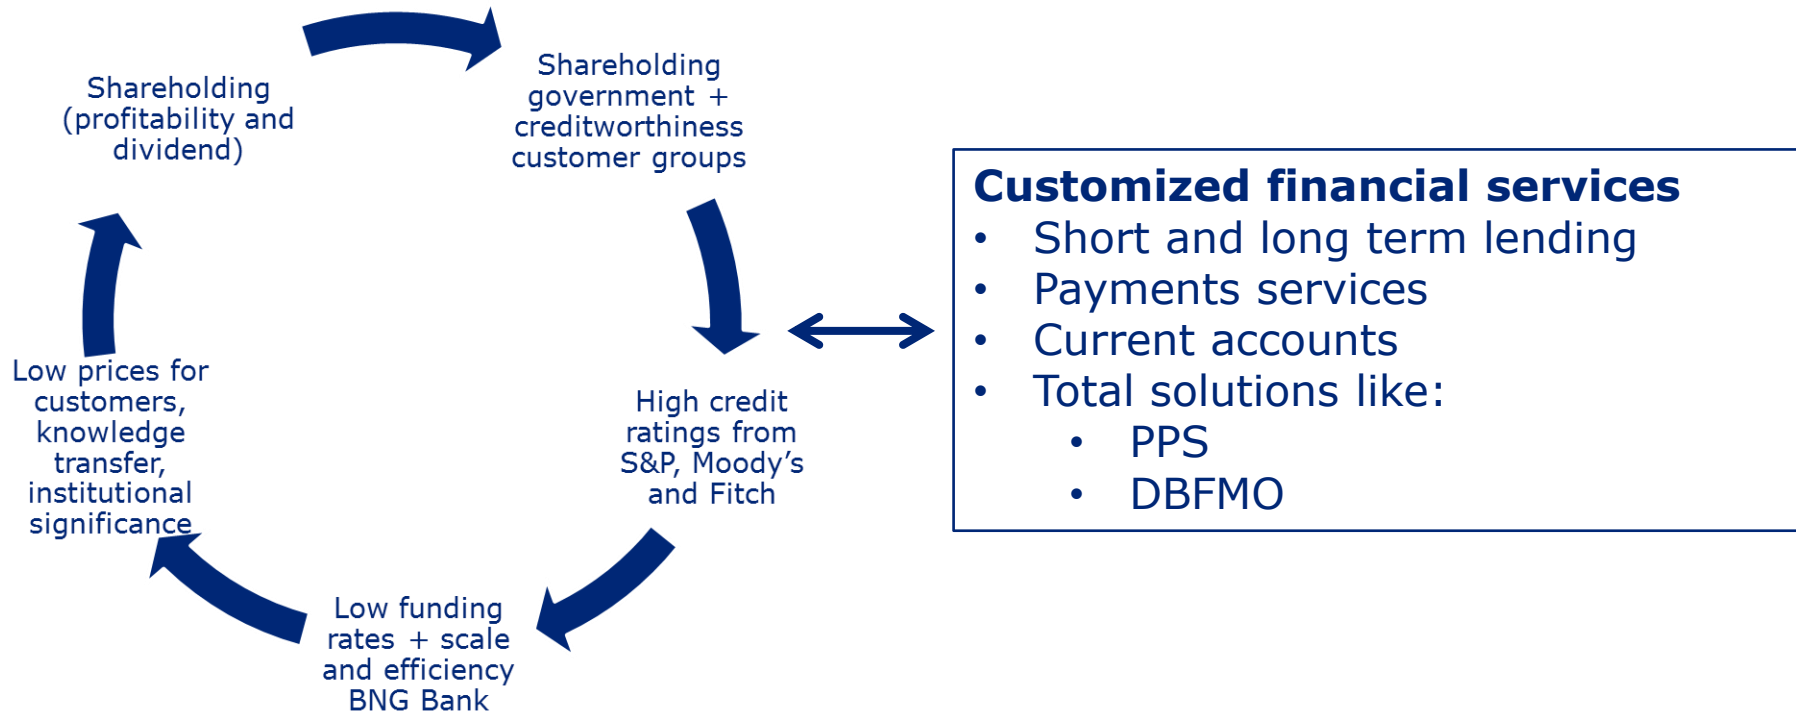 Shareholding
(profitability and
dividend)
Shareholding
government +
creditworthiness
customer groups
High credit
ratings from
S&P, Moody’s
and Fitch
Low funding
rates + scale
and efficiency
BNG Bank
Low prices for
customers,
knowledge
transfer,
institutional
significance
Customized financial services
• Short and long term lending
• Payments services
• Current accounts
• Total solutions like:
• PPS
• DBFMO